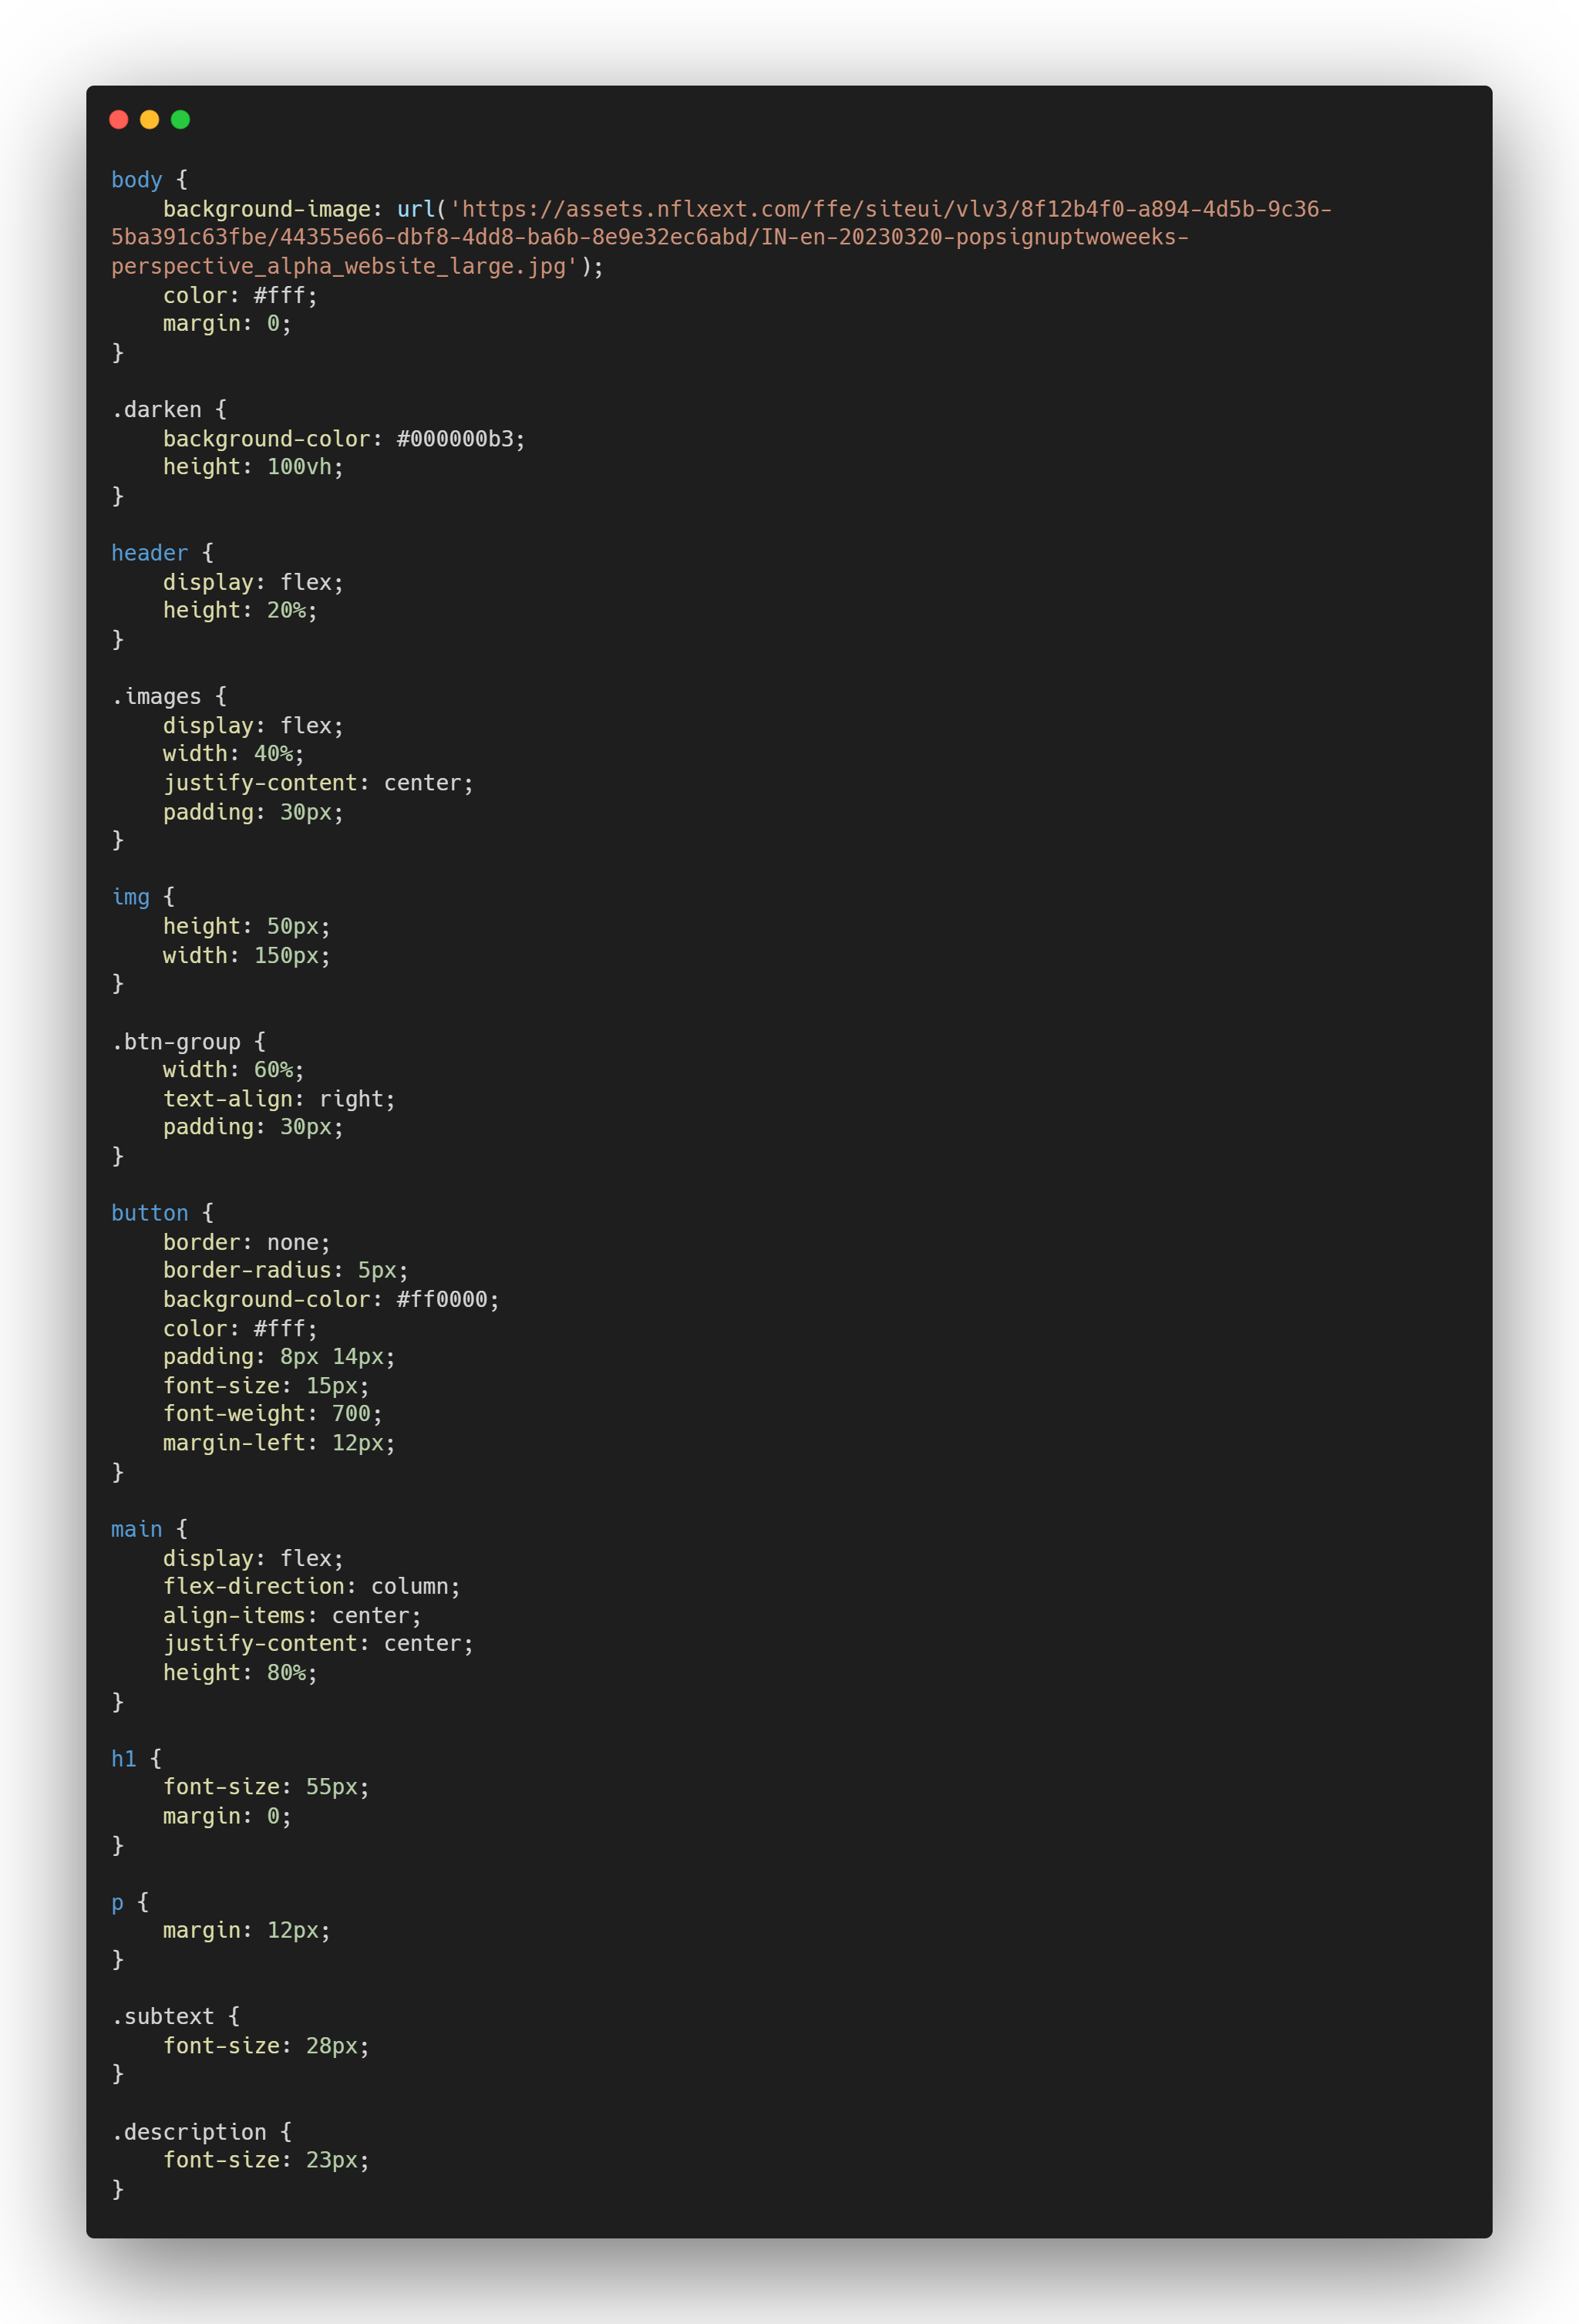 body {
    background-image: url('https://assets.nflxext.com/ffe/siteui/vlv3/8f12b4f0-a894-4d5b-9c36-
5ba391c63fbe/44355e66-dbf8-4dd8-ba6b-8e9e32ec6abd/IN-en-20230320-popsignuptwoweeks-
perspective_alpha_website_large.jpg');
    color: #fff;
    margin: 0;
}

.darken {
    background-color: #000000b3;
    height: 100vh;
}

header {
    display: flex;
    height: 20%;
}

.images {
    display: flex;
    width: 40%;
    justify-content: center;
    padding: 30px;
}

img {
    height: 50px;
    width: 150px;
}

.btn-group {
    width: 60%;
    text-align: right;
    padding: 30px;
}

button {
    border: none;
    border-radius: 5px;
    background-color: #ff0000;
    color: #fff;
    padding: 8px 14px;
    font-size: 15px;
    font-weight: 700;
    margin-left: 12px;
}

main {
    display: flex;
    flex-direction: column;
    align-items: center;
    justify-content: center;
    height: 80%;
}

h1 {
    font-size: 55px;
    margin: 0;
}

p {
    margin: 12px;
}

.subtext {
    font-size: 28px;
}

.description {
    font-size: 23px;
}